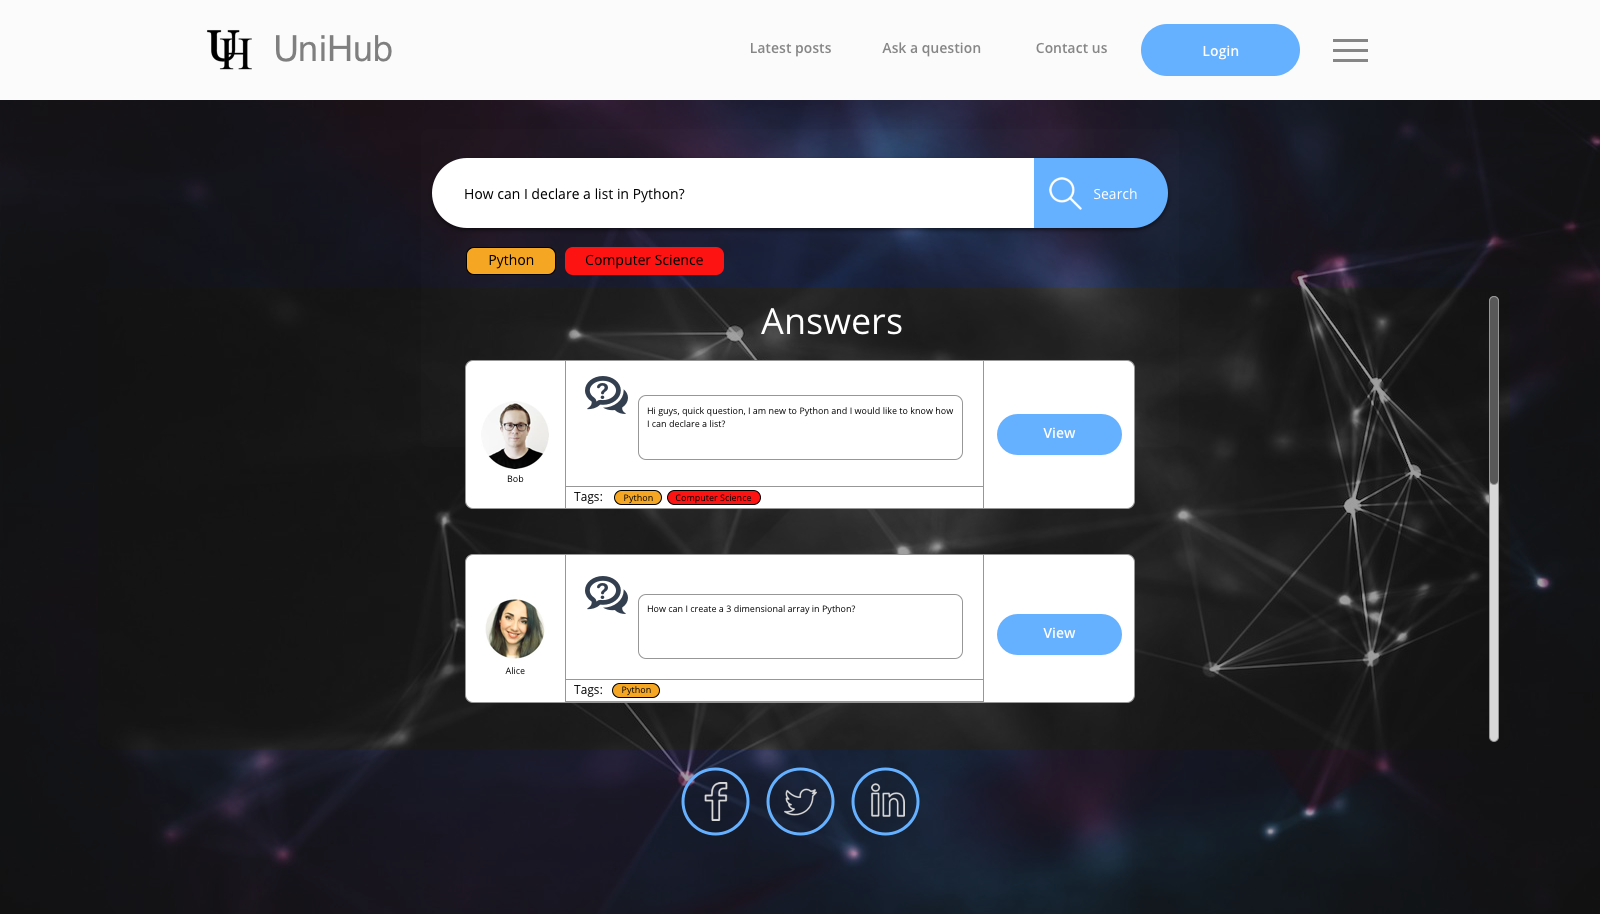 UH UniHub
Latest posts
Ask a question
Contact us
Login
How can I declare a list in Python?
Search
Python
Computer Science
Answers
Hi guys, quick question, I am new to Python and I would like to know how
I can declare a list?
View
Bob
Tags: Python Computer Science
How can I create a 3 dimensional array in Python?
View
Alice
Tags: Python
f
in